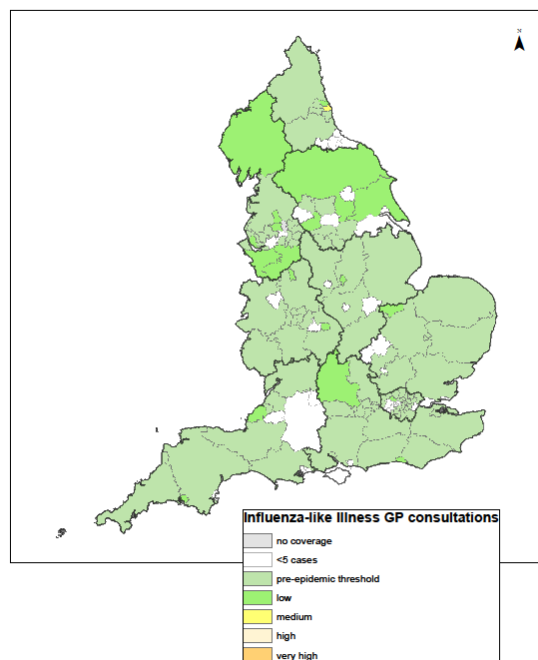 Influenza-like Illness GP consultations
no coverage
<5 cases
pre-epidemic threshold
low
medium
high
very high